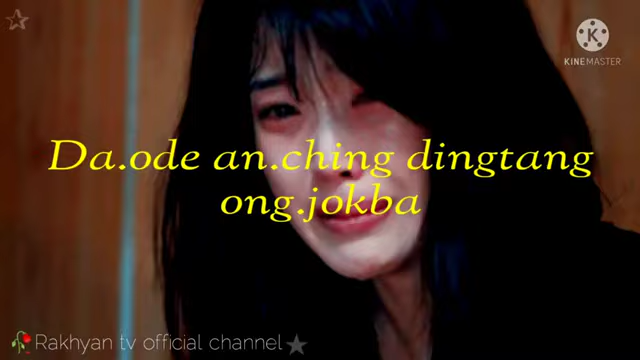 KINEMASTER
Da.ode an.ching dingtang
ong.jokba
Rakhyan tv official channel